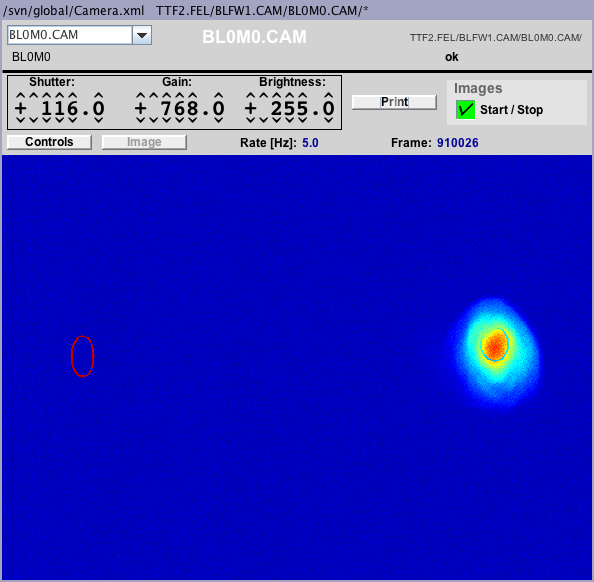 /svn/global/Camera.xml TTF2.FEL/BLFW1.CAM/BL0M0.CAM/*
BL0M0.CAM BL0M0.CAM TTF2.FEL/BLFW1.CAM/BL0M0.CAM/
BL0M0 ok
Shutter: Gain: Brightness: Images
+ 116.0 + 768.0 + 255.0 Print Start / Stop
Controls Image Rate [Hz]: 5.0 Frame: 910026